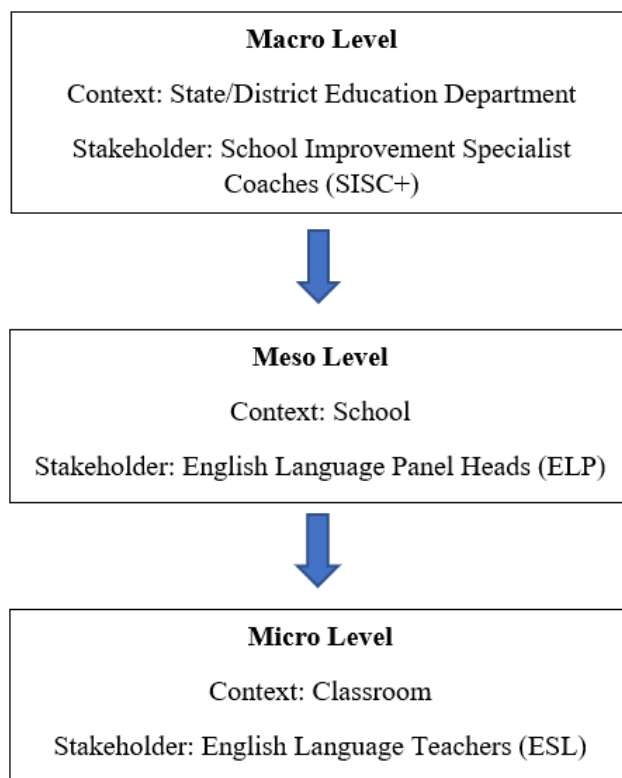 Macro Level
Context: State/District Education Department
Stakeholder: School Improvement Specialist
Coaches (SISC+)
Meso Level
Context: School
Stakeholder: English Language Panel Heads (ELP)
Micro Level
Context: Classroom
Stakeholder: English Language Teachers (ESL)